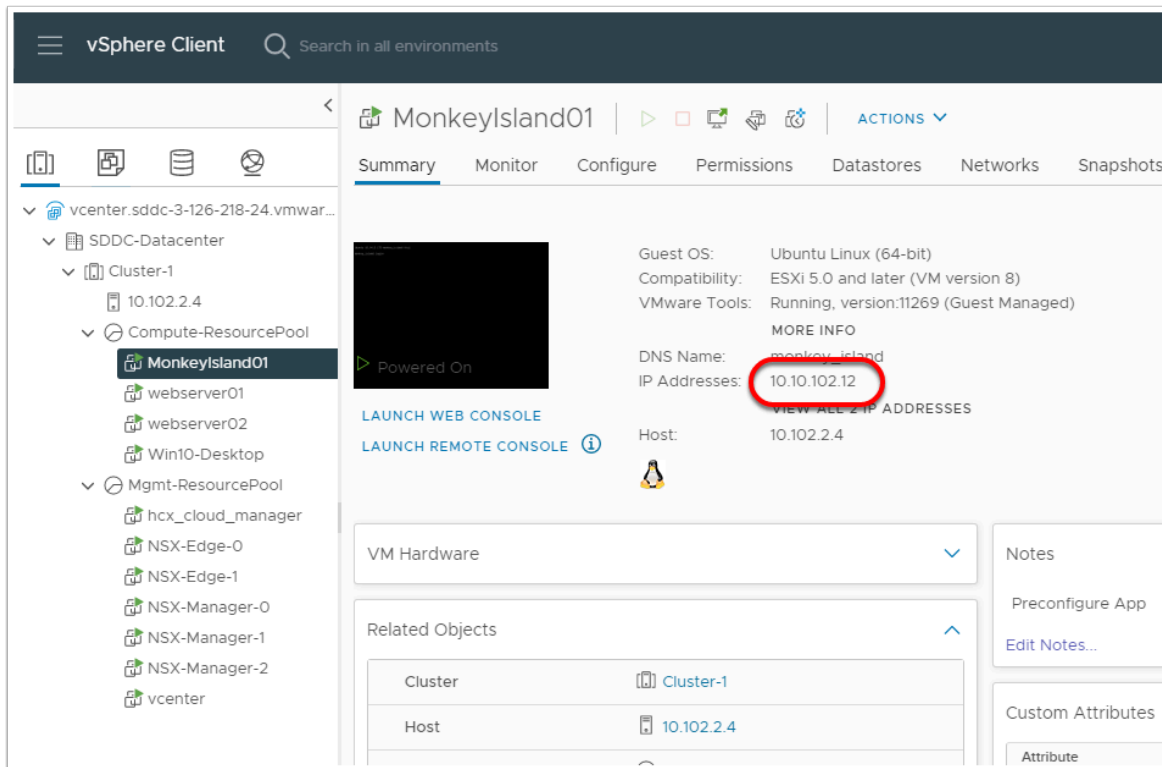 vSphere Client
Search in all environments
MonkeyIsland01
ACTIONS
Summary Monitor Configure Permissions Datastores Networks Snapshots
vcenter.sddc-3-126-218-24.vmwar...
SDDC-Datacenter
Cluster-1
10.102.2.4
Compute-ResourcePool
MonkeyIsland01
webserver01
webserver02
Win10-Desktop
Mgmt-ResourcePool
hcx_cloud_manager
NSX-Edge-0
NSX-Edge-1
NSX-Manager-0
NSX-Manager-1
NSX-Manager-2
vcenter
Powered On
LAUNCH WEB CONSOLE
LAUNCH REMOTE CONSOLE
Guest OS: Ubuntu Linux (64-bit)
Compatibility: ESXi 5.0 and later (VM version 8)
VMware Tools: Running, version:11269 (Guest Managed)
MORE INFO
DNS Name: monkey_island
IP Addresses: 10.10.102.12
VIEW ALL 2 IP ADDRESSES
Host: 10.102.2.4
VM Hardware
Related Objects
Cluster Cluster-1
Host 10.102.2.4
Notes
Preconfigure App
Edit Notes...
Custom Attributes
Attribute